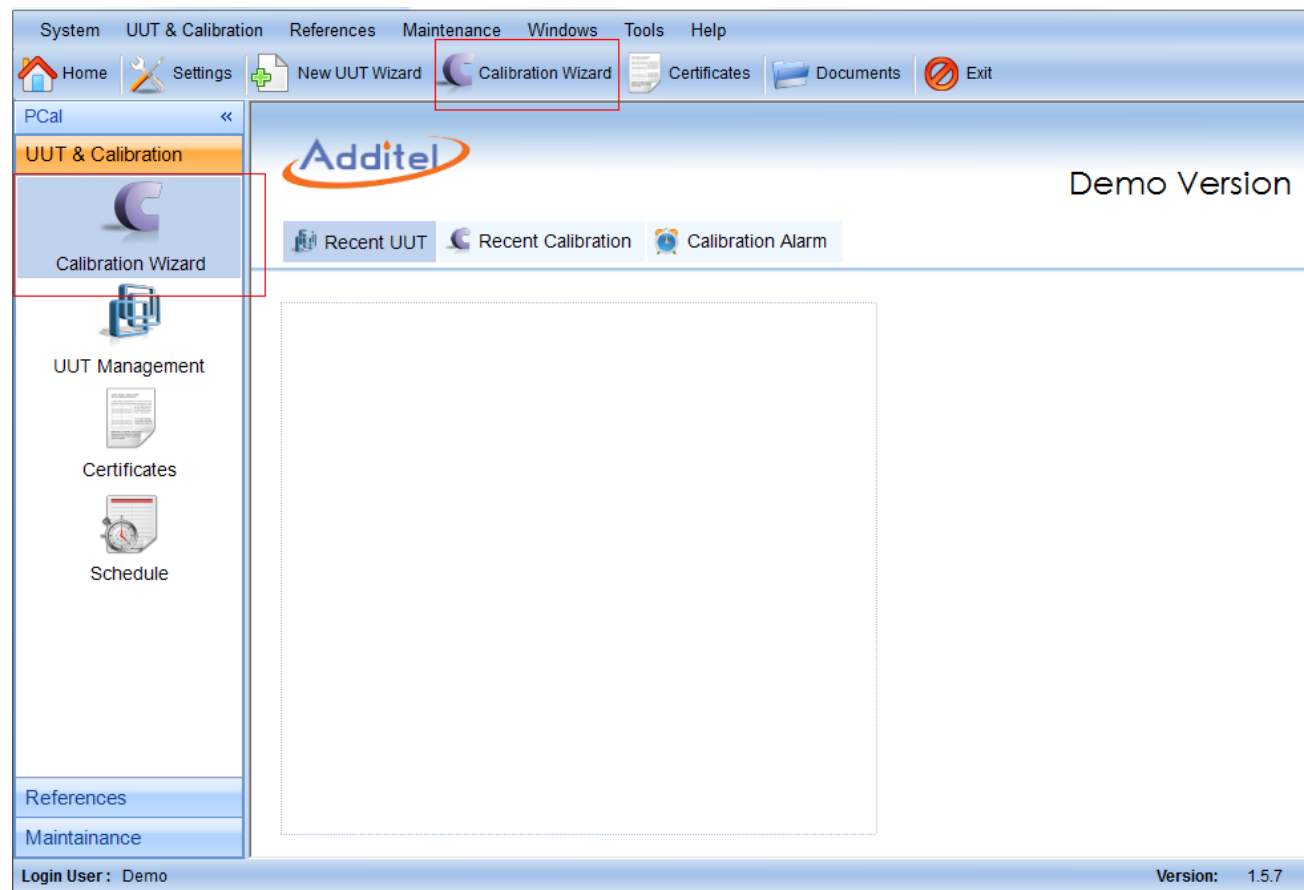 System UUT & Calibration References Maintenance Windows Tools Help
Home Settings New UUT Wizard Calibration Wizard Certificates Documents Exit
PCal «
UUT & Calibration
Calibration Wizard
UUT Management
Certificates
Schedule
References
Maintainance
Additel
Demo Version
Recent UUT Recent Calibration Calibration Alarm
Login User : Demo
Version: 1.5.7